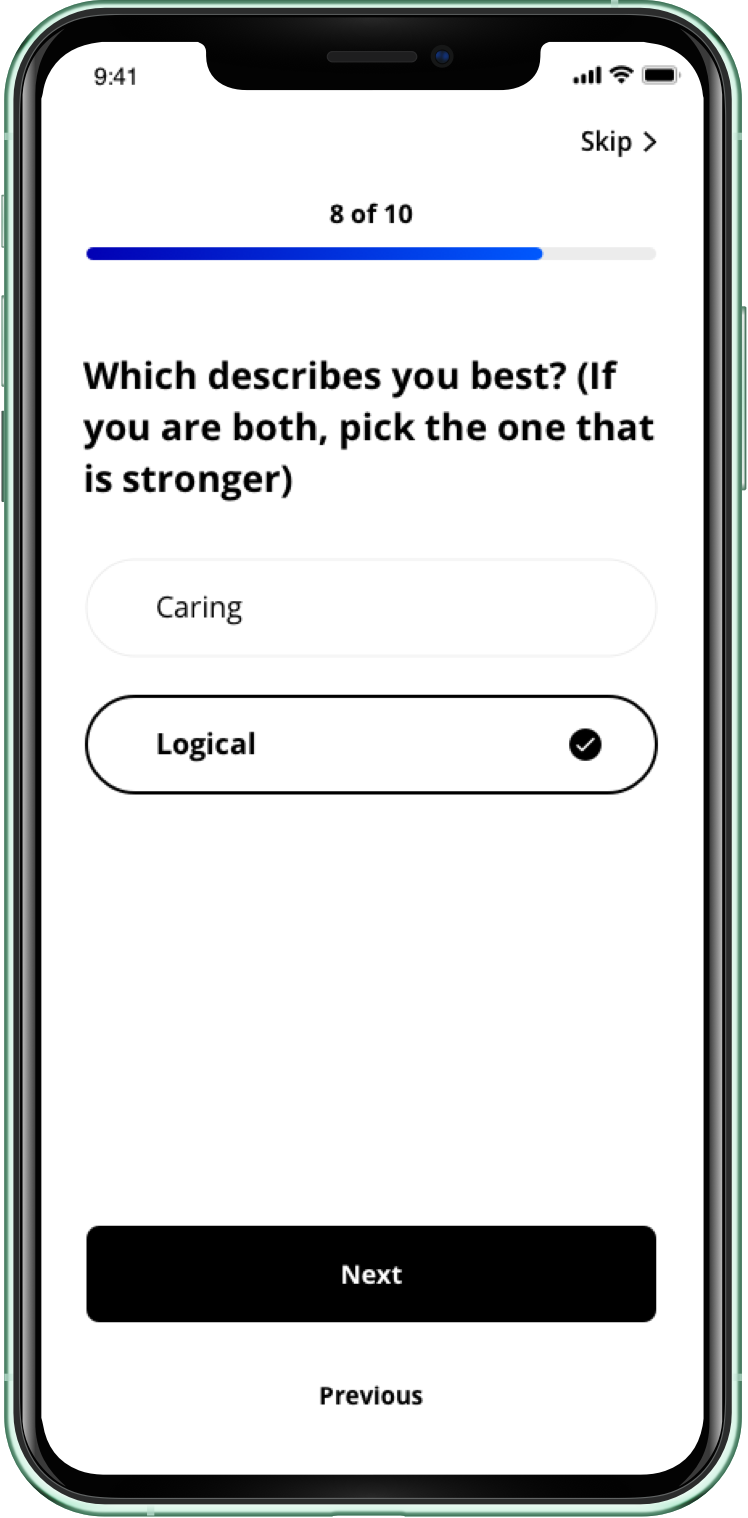 9:41
Skip
8 of 10
Which describes you best? (If
you are both, pick the one that
is stronger)
Caring
Logical
Next
Previous